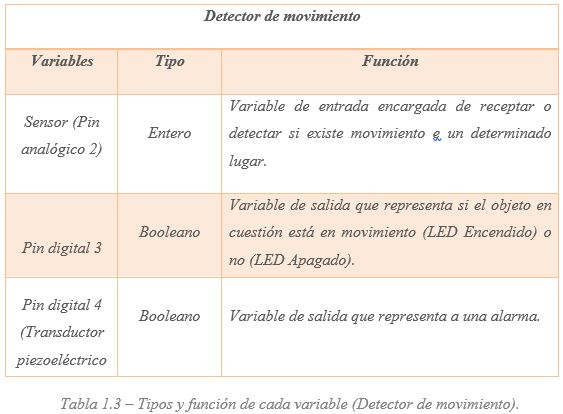 Detector de movimiento
Variables Tipo Función
Sensor (Pin
analógico 2)
Entero
Variable de entrada encargada de receptar o
detectar si existe movimiento e un determinado
lugar.
Pin digital 3
Booleano
Variable de salida que representa si el objeto en
cuestión está en movimiento (LED Encendido) o
no (LED Apagado).
Pin digital 4
(Transductor
piezoeléctrico
Booleano
Variable de salida que representa a una alarma.
Tabla 1.3 – Tipos y función de cada variable (Detector de movimiento).